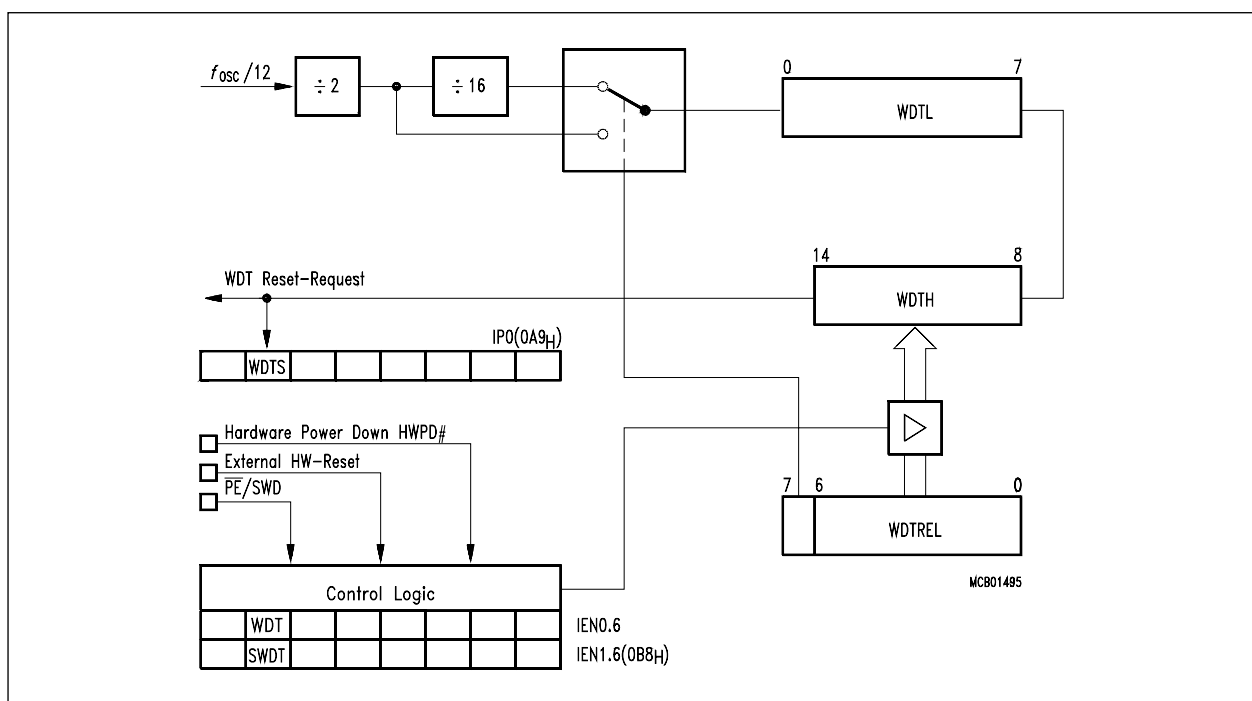 fosc/12
÷ 2
÷ 16
0 7
WDTL
14 8
WDTH
WDT Reset-Request
IP0(0A9H)
WDTS
Hardware Power Down HWPD#
External HW-Reset
PE/SWD
7 6 0
WDTREL
MCB01495
Control Logic
WDT IEN0.6
SWDT IEN1.6(0B8H)